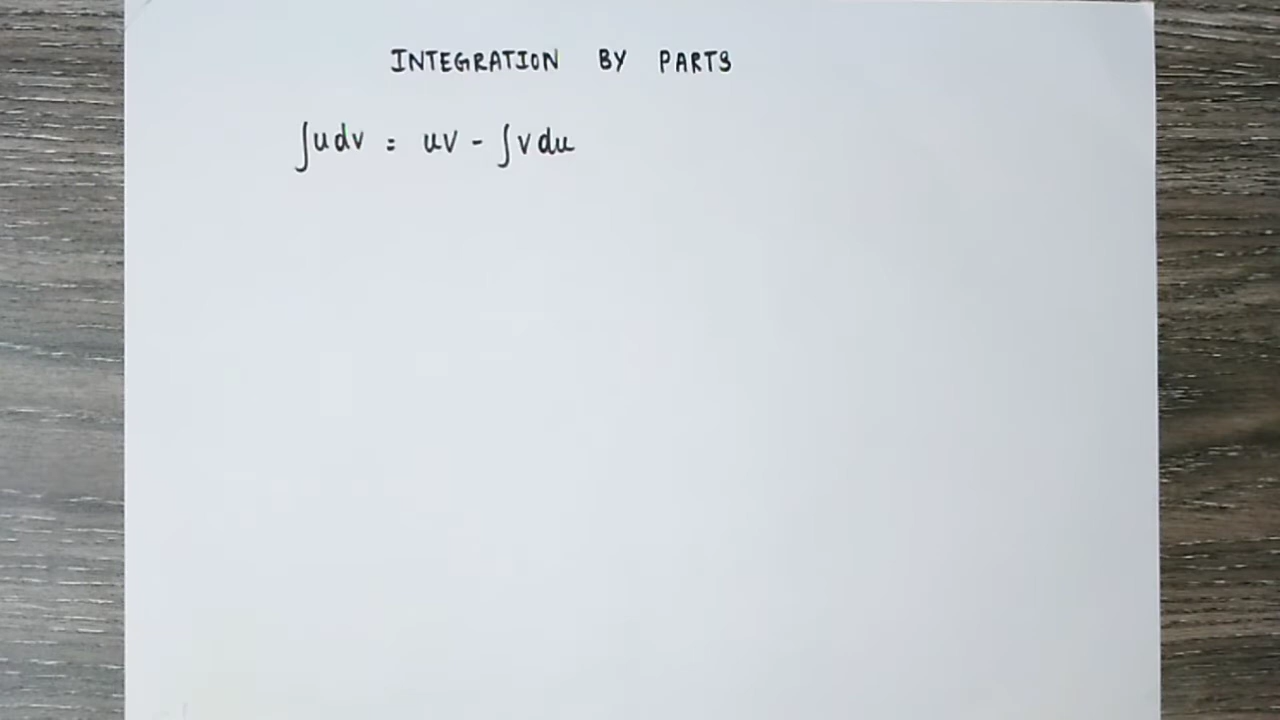 INTEGRATION BY PARTS
∫udv = uv - ∫vdu